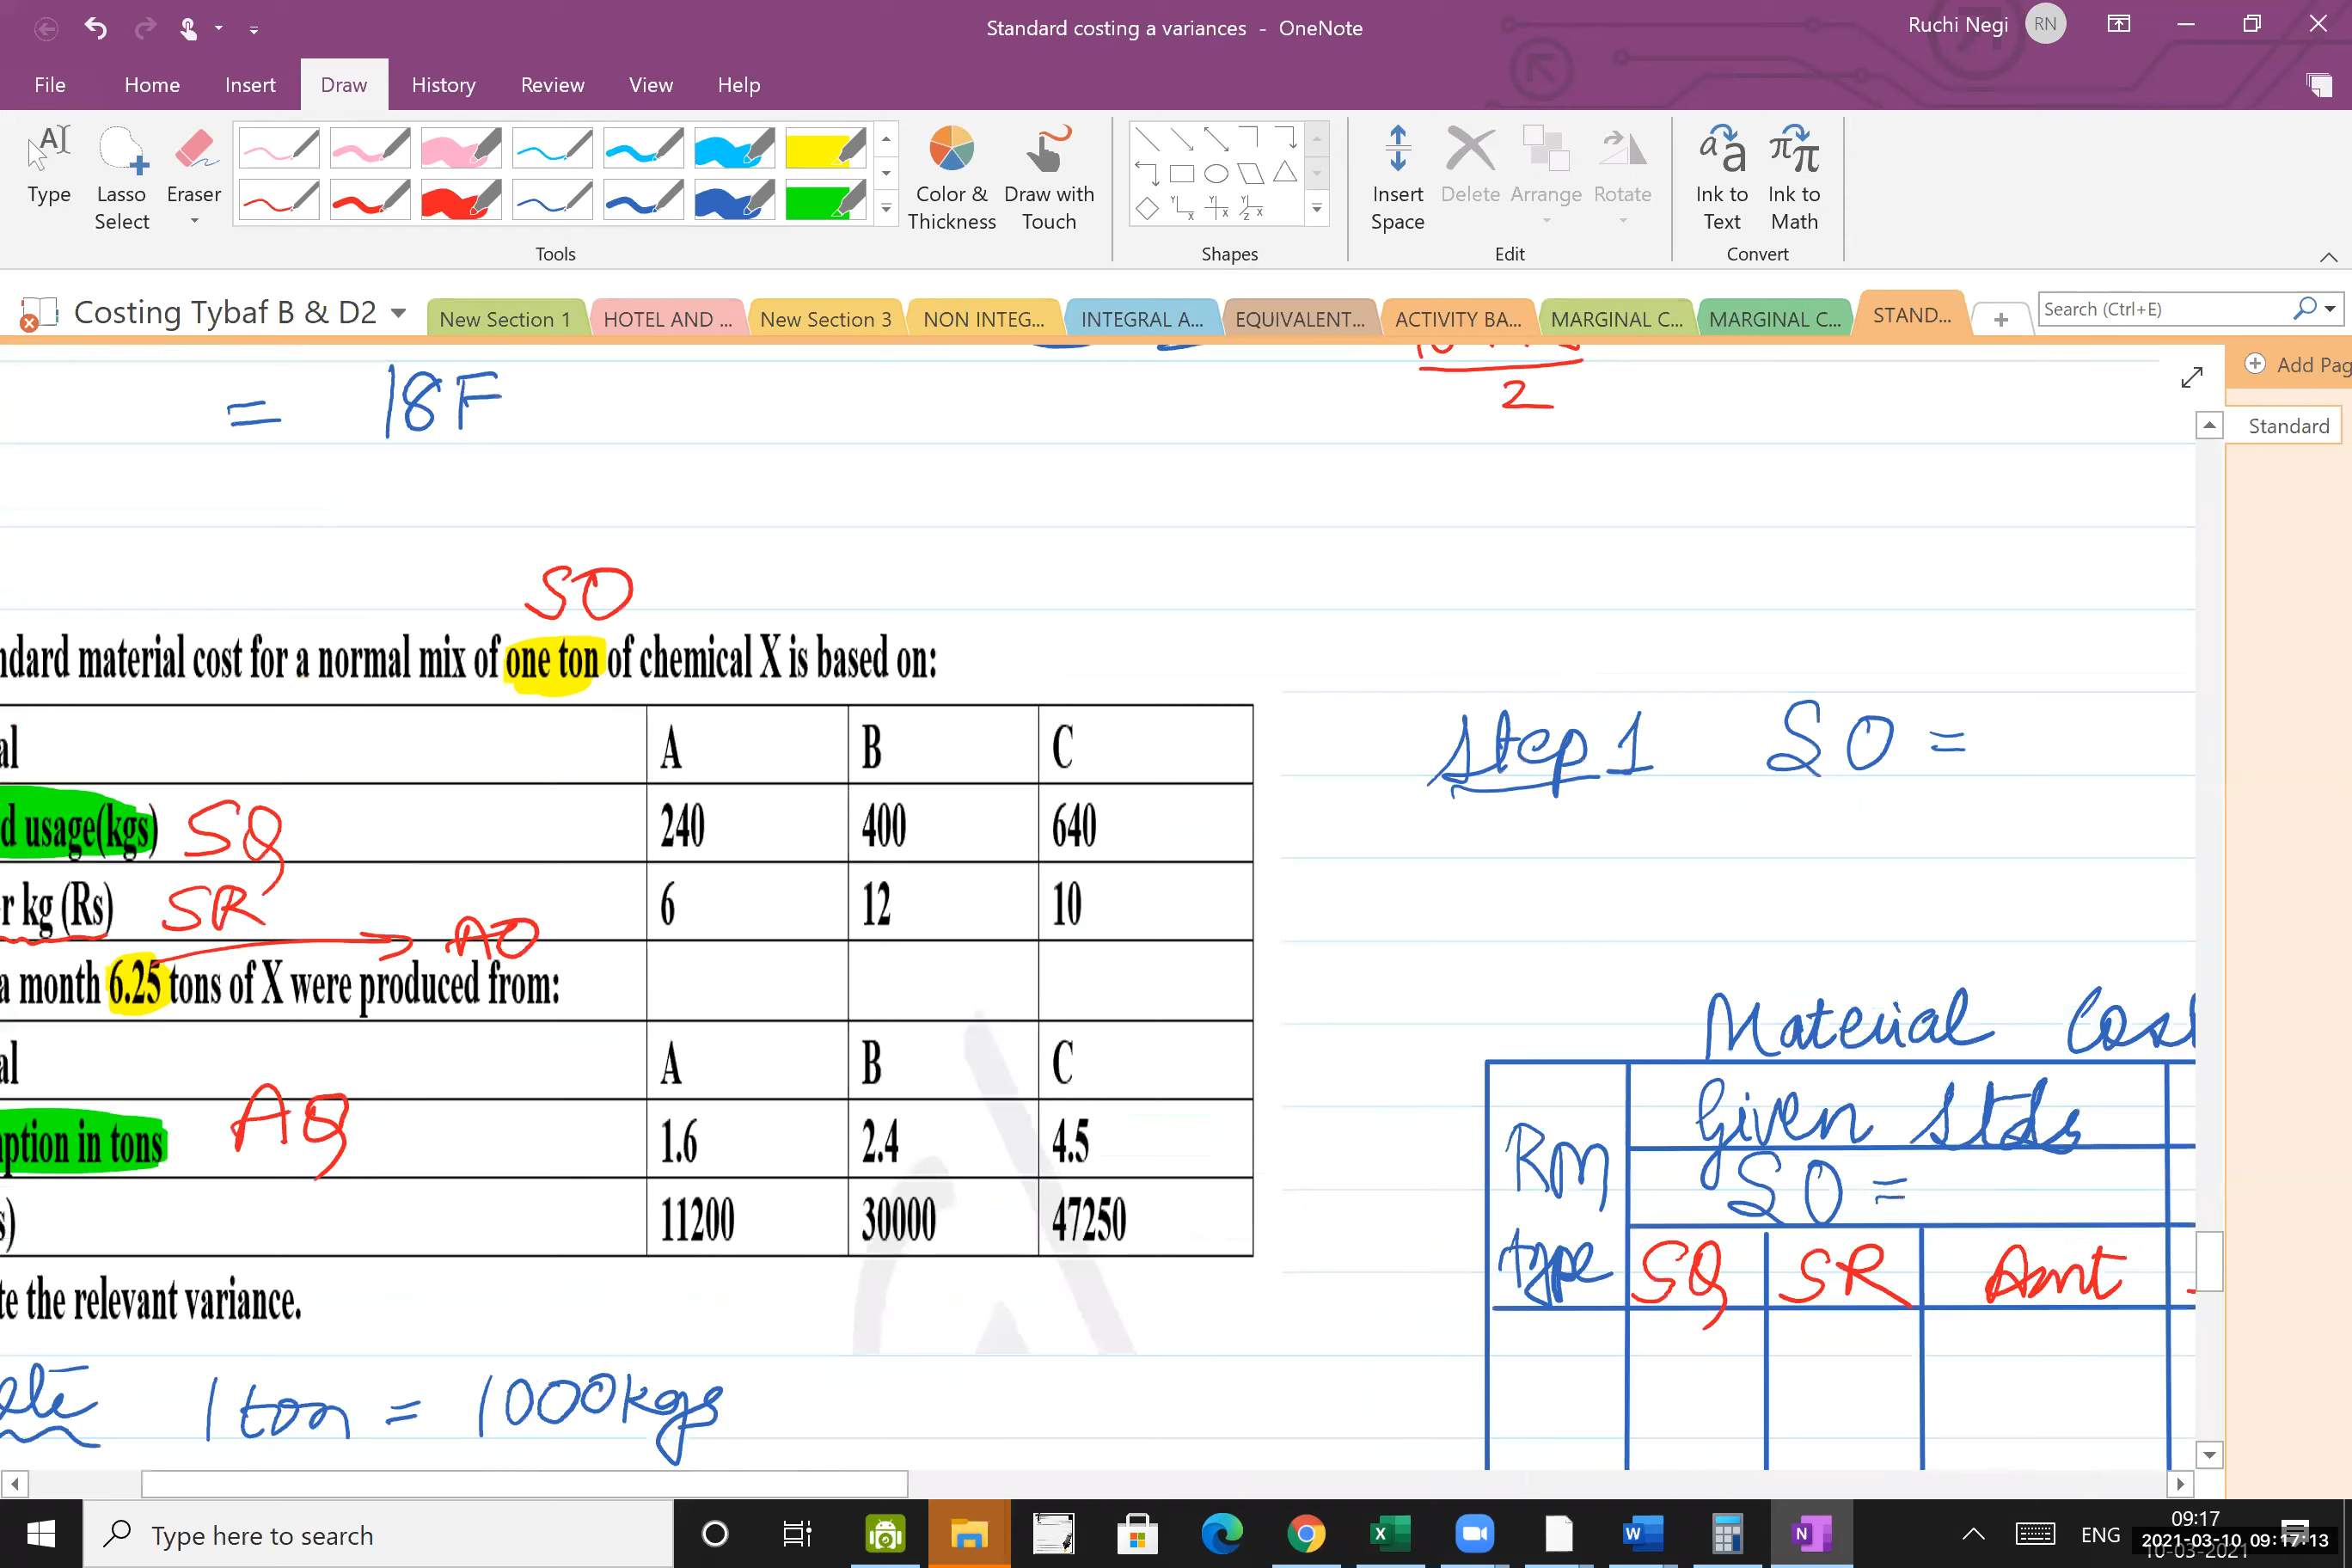 Standard costing a variances - OneNote
Ruchi Negi RN
File Home Insert Draw History Review View Help
Type Lasso Select Eraser Color & Thickness Draw with Touch Insert Space Delete Arrange Rotate Ink to Text Ink to Math
Tools Shapes Edit Convert
Costing Tybaf B & D2 New Section 1 HOTEL AND ... New Section 3 NON INTEG... INTEGRAL A... EQUIVALENT... ACTIVITY BA... MARGINAL C... MARGINAL C... STAND... + Search (Ctrl+E)
Add Pag
Standard
= 18F
2
SO
ndard material cost for a normal mix of one ton of chemical X is based on:
al A B C
d usage(kgs) SQ 240 400 640
r kg (Rs) SR 6 12 10
AO
a month 6.25 tons of X were produced from:
al A B C
ption in tons AQ 1.6 2.4 4.5
s) 11200 30000 47250
te the relevant variance.
1 ton = 1000kgs
Step 1 SO =
Material Cost
Given Stds
RM type
SO =
SQ SR Amt
Type here to search
ENG
09:17
10-03-2021
2021-03-10 09:17:13